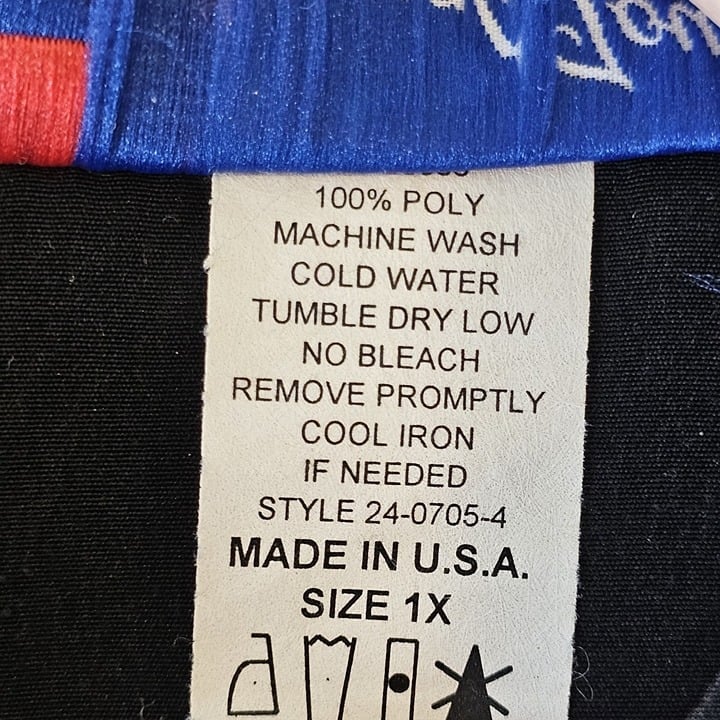 100% POLY
MACHINE WASH
COLD WATER
TUMBLE DRY LOW
NO BLEACH
REMOVE PROMPTLY
COOL IRON
IF NEEDED
STYLE 24-0705-4
MADE IN U.S.A.
SIZE 1X